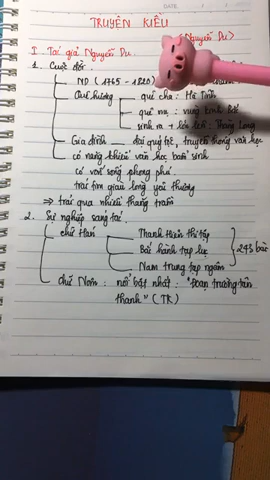 TRUYỆN KIỀU
Nguyễn Du>
I. Tác giả Nguyễn Du.
1. Cuộc đời.
ND (1765 - 1820)
Quê hương quê cha: Hà Tĩnh
quê mẹ: vùng Kinh Bắc
sinh ra + lớn lên: Thăng Long
Gia đình đại quý tộc, truyền thống văn học
có năng khiếu văn học bẩm sinh
có vốn sống phong phú.
trái tim giàu lòng yêu thương
=> trải qua nhiều thăng trầm
2. Sự nghiệp sáng tác.
chữ Hán Thanh Hiên thi tập
Bắc hành tạp lục 243 bài
Nam trung tạp ngâm
chữ Nôm: nổi bật nhất: "Đoạn trường tân
thanh" (TK)